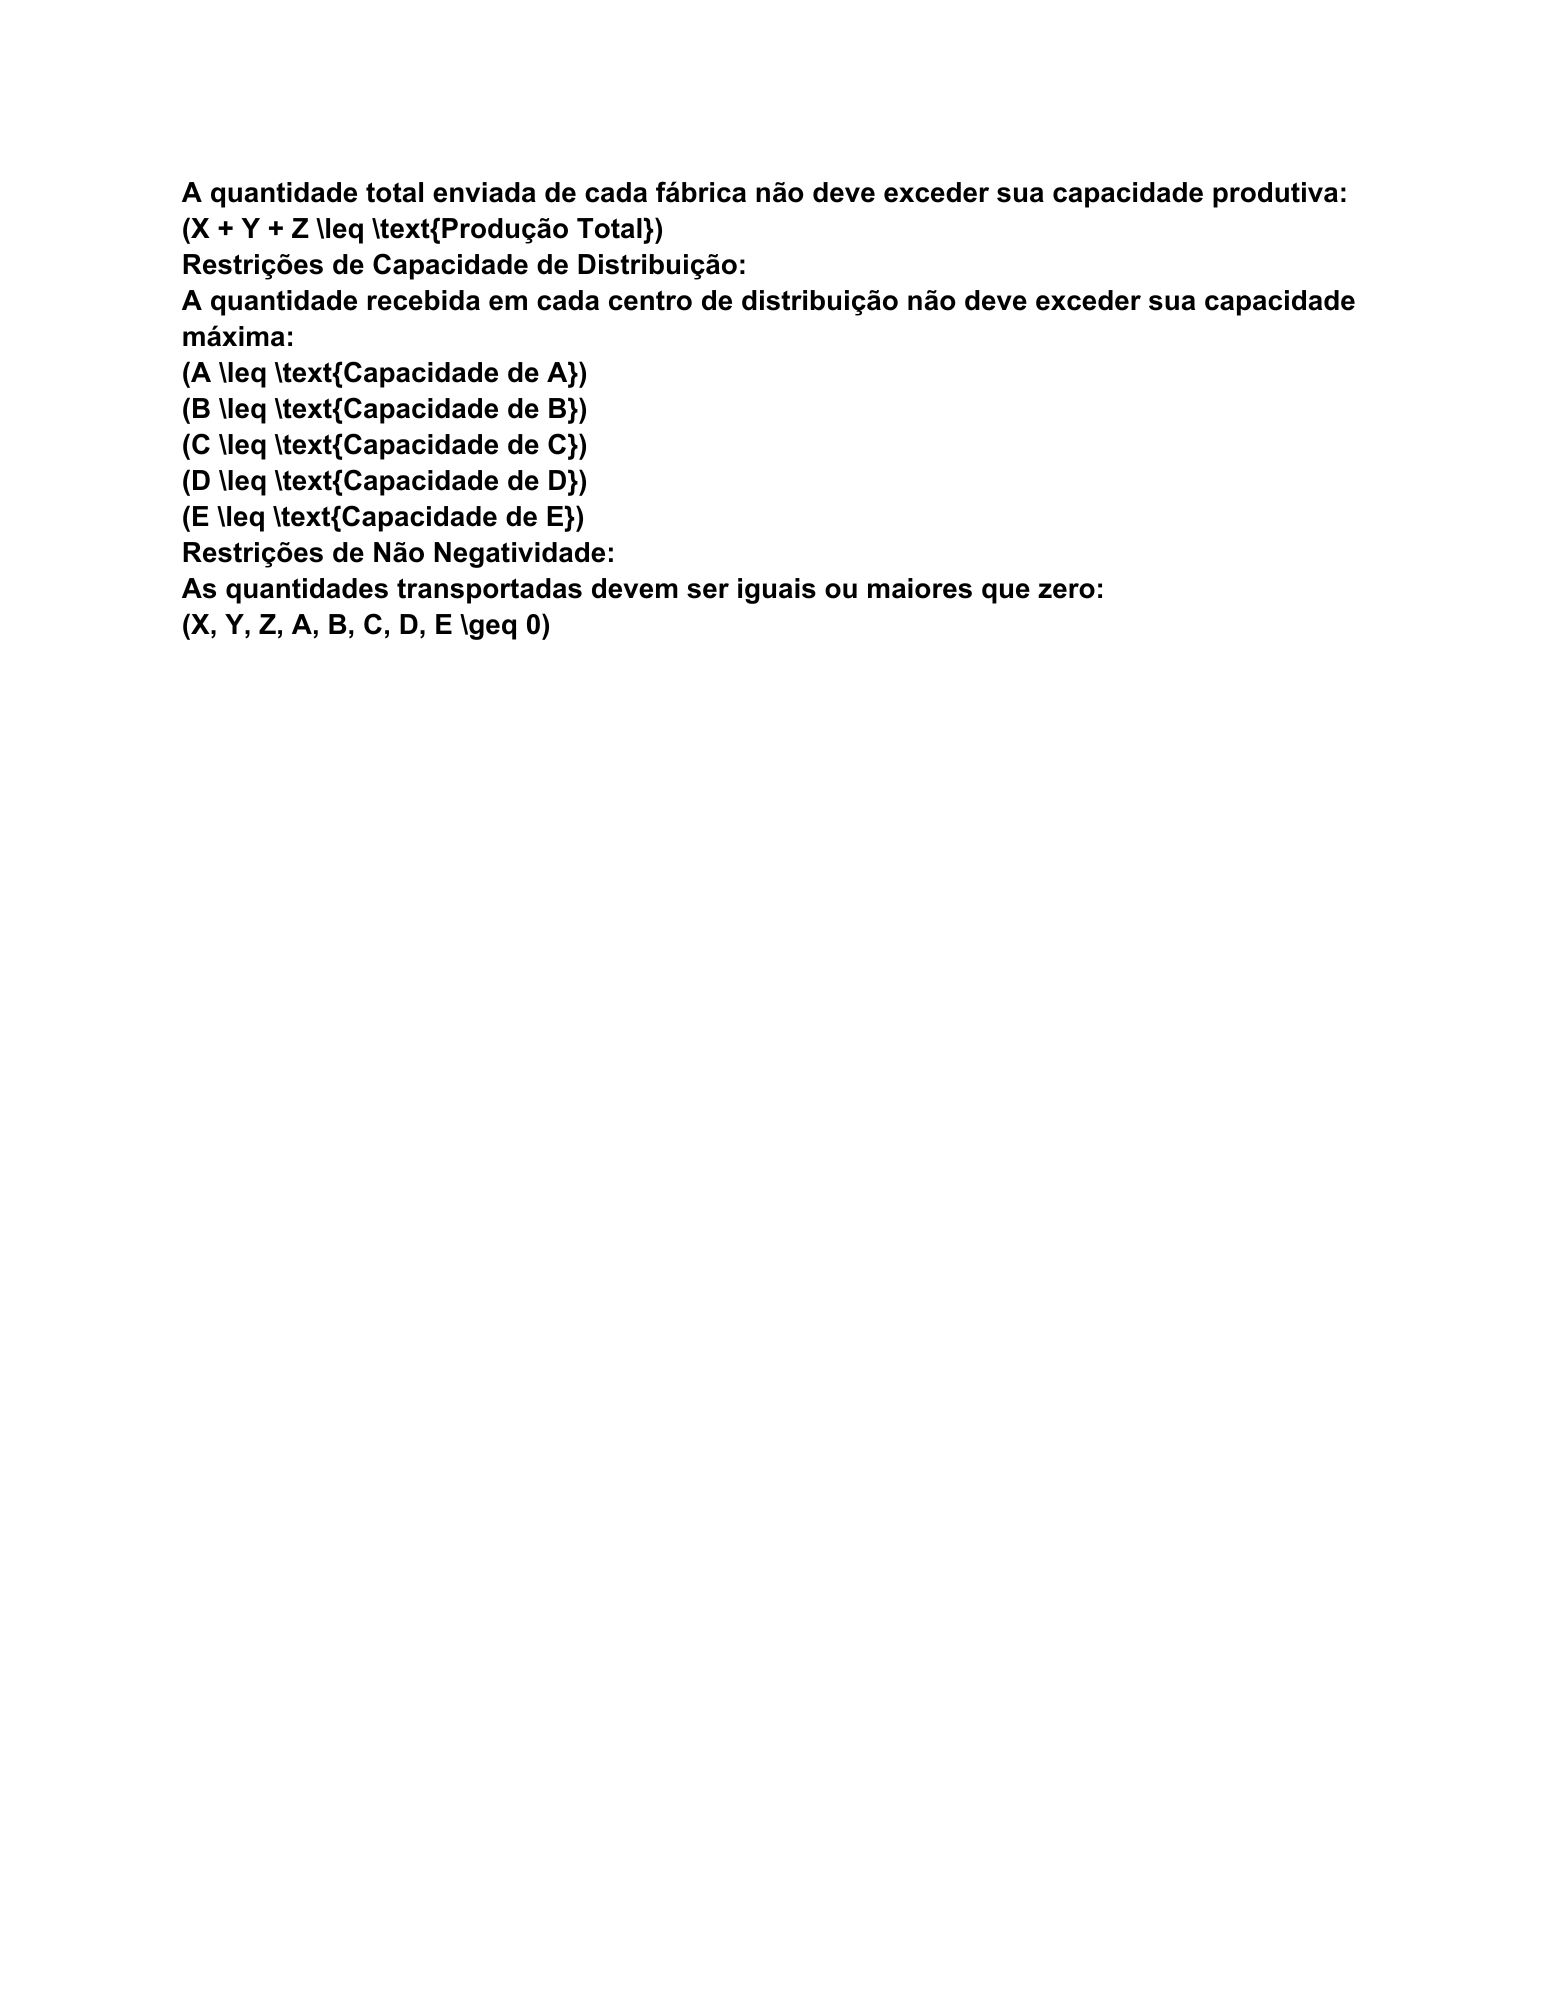 A quantidade total enviada de cada fábrica não deve exceder sua capacidade produtiva:
(X + Y + Z \leq \text{Produção Total})
Restrições de Capacidade de Distribuição:
A quantidade recebida em cada centro de distribuição não deve exceder sua capacidade
máxima:
(A \leq \text{Capacidade de A})
(B \leq \text{Capacidade de B})
(C \leq \text{Capacidade de C})
(D \leq \text{Capacidade de D})
(E \leq \text{Capacidade de E})
Restrições de Não Negatividade:
As quantidades transportadas devem ser iguais ou maiores que zero:
(X, Y, Z, A, B, C, D, E \geq 0)